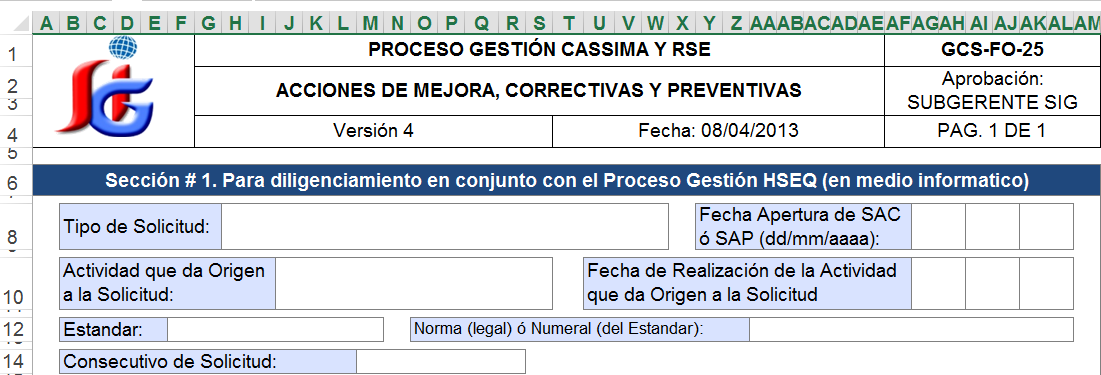 A B C D E F G H I J K L M N O P Q R S T U V W X Y Z AA AB AC AD AE AF AG AH AI AJ AK AL AM
1
PROCESO GESTIÓN CASSIMA Y RSE
GCS-FO-25
SIG
2
ACCIONES DE MEJORA, CORRECTIVAS Y PREVENTIVAS
Aprobación:
3
SUBGERENTE SIG
4
Versión 4
Fecha: 08/04/2013
PAG. 1 DE 1
5
6
Sección # 1. Para diligenciamiento en conjunto con el Proceso Gestión HSEQ (en medio informatico)
8
Tipo de Solicitud:
Fecha Apertura de SAC
ó SAP (dd/mm/aaaa):
10
Actividad que da Origen
a la Solicitud:
Fecha de Realización de la Actividad
que da Origen a la Solicitud
12
Estandar:
Norma (legal) ó Numeral (del Estandar):
14
Consecutivo de Solicitud: